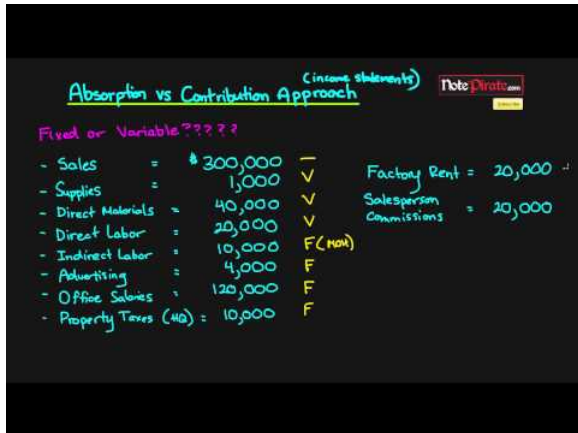 (income statements)
Absorption vs Contribution Approach
NotePirate.com
Fixed or Variable?????
- Sales = $300,000 —
- Supplies = 1,000 V
- Direct Materials = 40,000 V
- Direct Labor = 20,000 V
- Indirect Labor = 10,000 F (MOH)
- Advertising = 4,000 F
- Office Salaries = 120,000 F
- Property Taxes (HQ) = 10,000 F
Factory Rent = 20,000
Salesperson
Commissions = 20,000